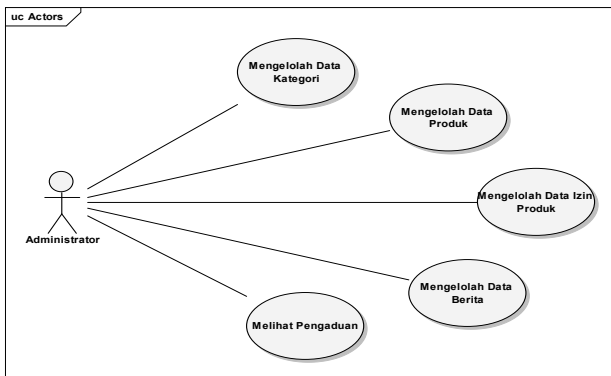 uc Actors
Mengelolah Data
Kategori
Mengelolah Data
Produk
Mengelolah Data Izin
Produk
Administrator
Mengelolah Data
Berita
Melihat Pengaduan